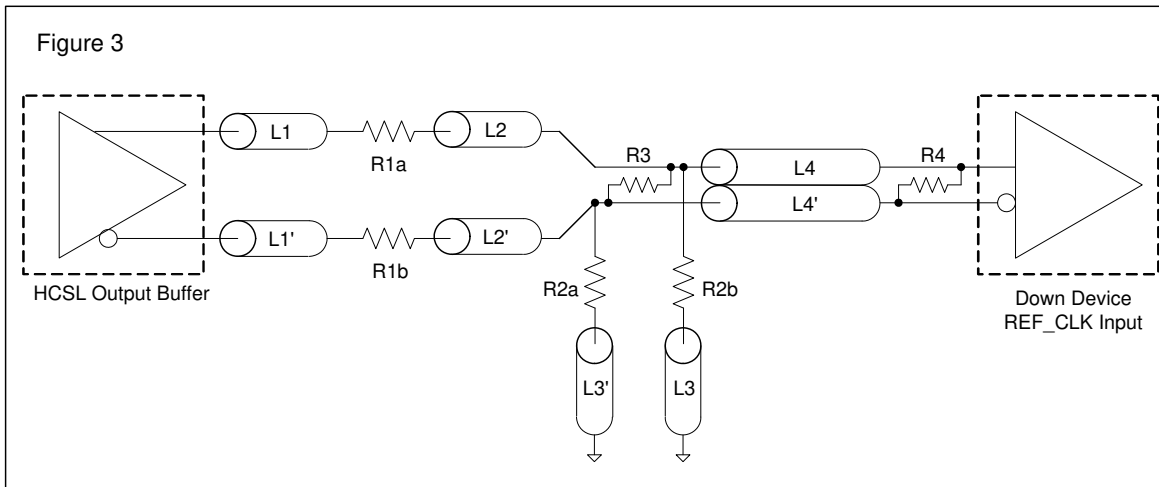 Figure 3
L1
R1a
L2
R3
L4
R4
L4'
L1'
R1b
L2'
HCSL Output Buffer
R2a
R2b
L3'
L3
Down Device
REF_CLK Input